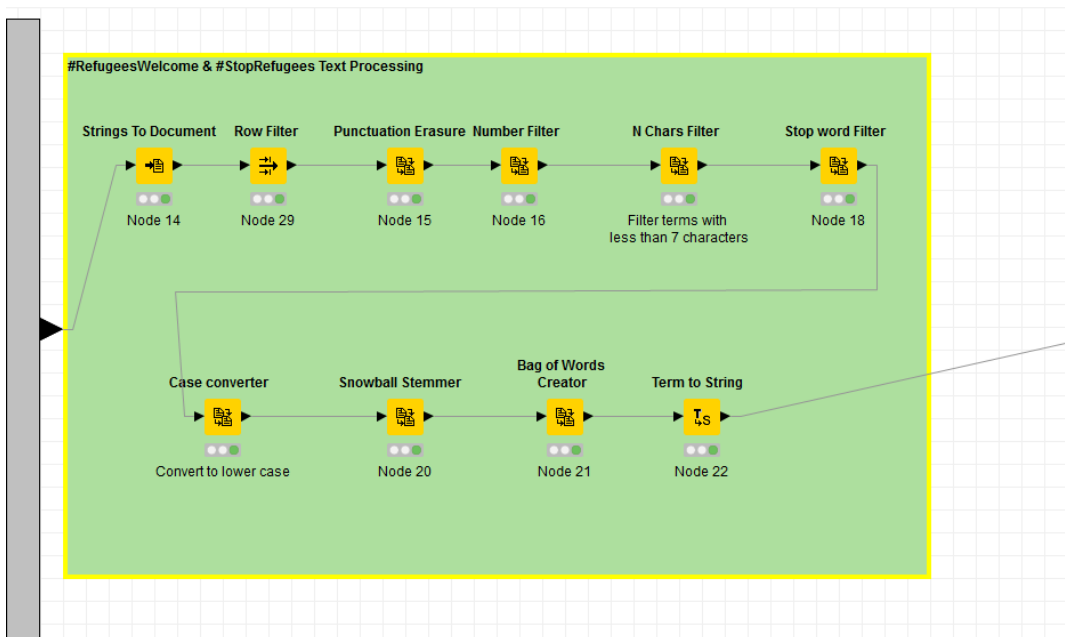 #RefugeesWelcome & #StopRefugees Text Processing
Strings To Document
Row Filter
Punctuation Erasure
Number Filter
N Chars Filter
Stop word Filter
Node 14
Node 29
Node 15
Node 16
Filter terms with
less than 7 characters
Node 18
Case converter
Snowball Stemmer
Bag of Words
Creator
Term to String
T
S
Convert to lower case
Node 20
Node 21
Node 22